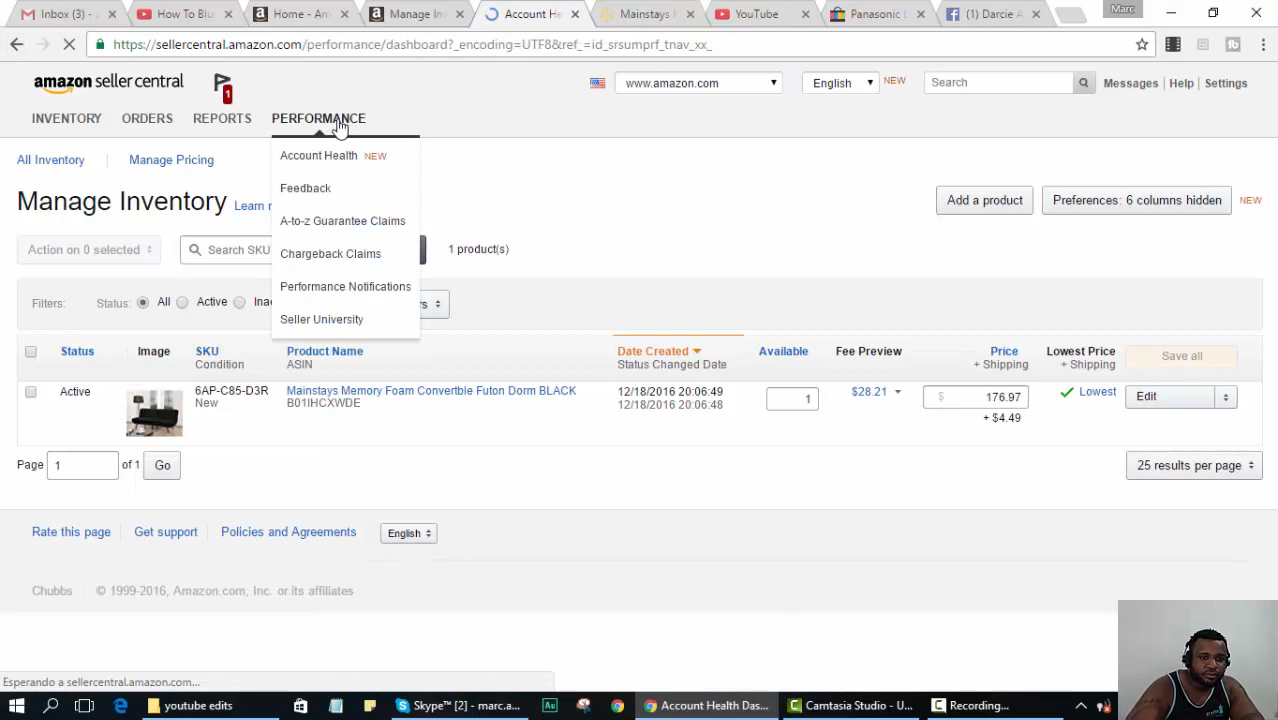 Inbox (3) -
How To Blu
Home - Am
Manage In
Account He
Mainstays M
YouTube
Panasonic L
(1) Darcie A
Marc
https://sellercentral.amazon.com/performance/dashboard?_encoding=UTF8&ref_=id_srsumprf_tnav_xx_
amazon seller central
1
www.amazon.com
English
NEW
Search
Messages | Help | Settings
INVENTORY ORDERS REPORTS PERFORMANCE
All Inventory | Manage Pricing
Account Health NEW
Feedback
A-to-z Guarantee Claims
Chargeback Claims
Performance Notifications
Seller University
Manage Inventory
Add a product
Preferences: 6 columns hidden
NEW
Action on 0 selected
Search SKU
1 product(s)
Filters: Status: All Active
Status Image SKU Product Name Date Created Available Fee Preview Price Lowest Price Save all
Condition ASIN Status Changed Date + Shipping + Shipping
Active 6AP-C85-D3R Mainstays Memory Foam Convertble Futon Dorm BLACK 12/18/2016 20:06:49 1 $28.21 $ 176.97 Lowest Edit
New B01IHCXWDE 12/18/2016 20:06:48 + $4.49
Page 1 of 1 Go
25 results per page
Rate this page | Get support | Policies and Agreements English
Chubbs © 1999-2016, Amazon.com, Inc. or its affiliates
Esperando a sellercentral.amazon.com...
youtube edits
Skype™ [2] - marc.a...
Au
Account Health Das...
Camtasia Studio - U...
Recording...